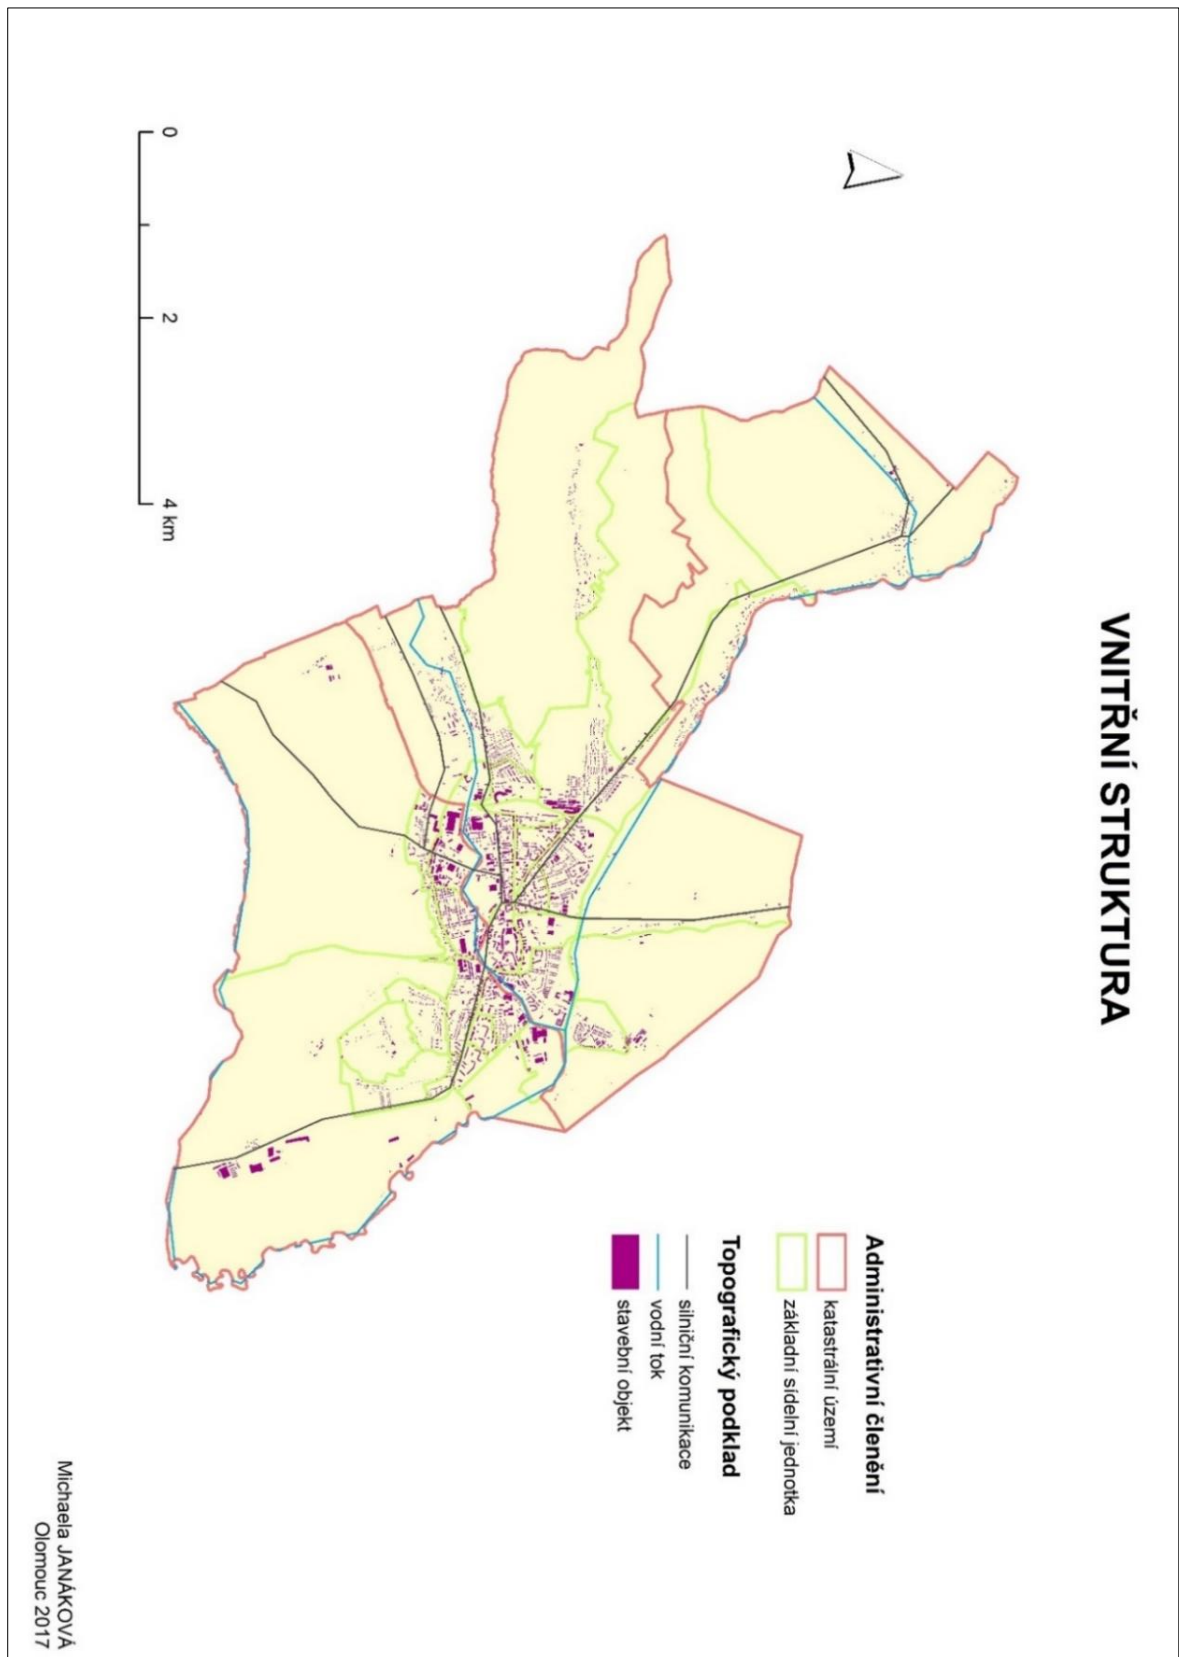 VNITŘNÍ STRUKTURA
Administrativní členění
katastrální území
základní sídelní jednotka
Topografický podklad
silniční komunikace
vodní tok
stavební objekt
0
2
4 km
Michaela JANÁKOVÁ
Olomouc 2017